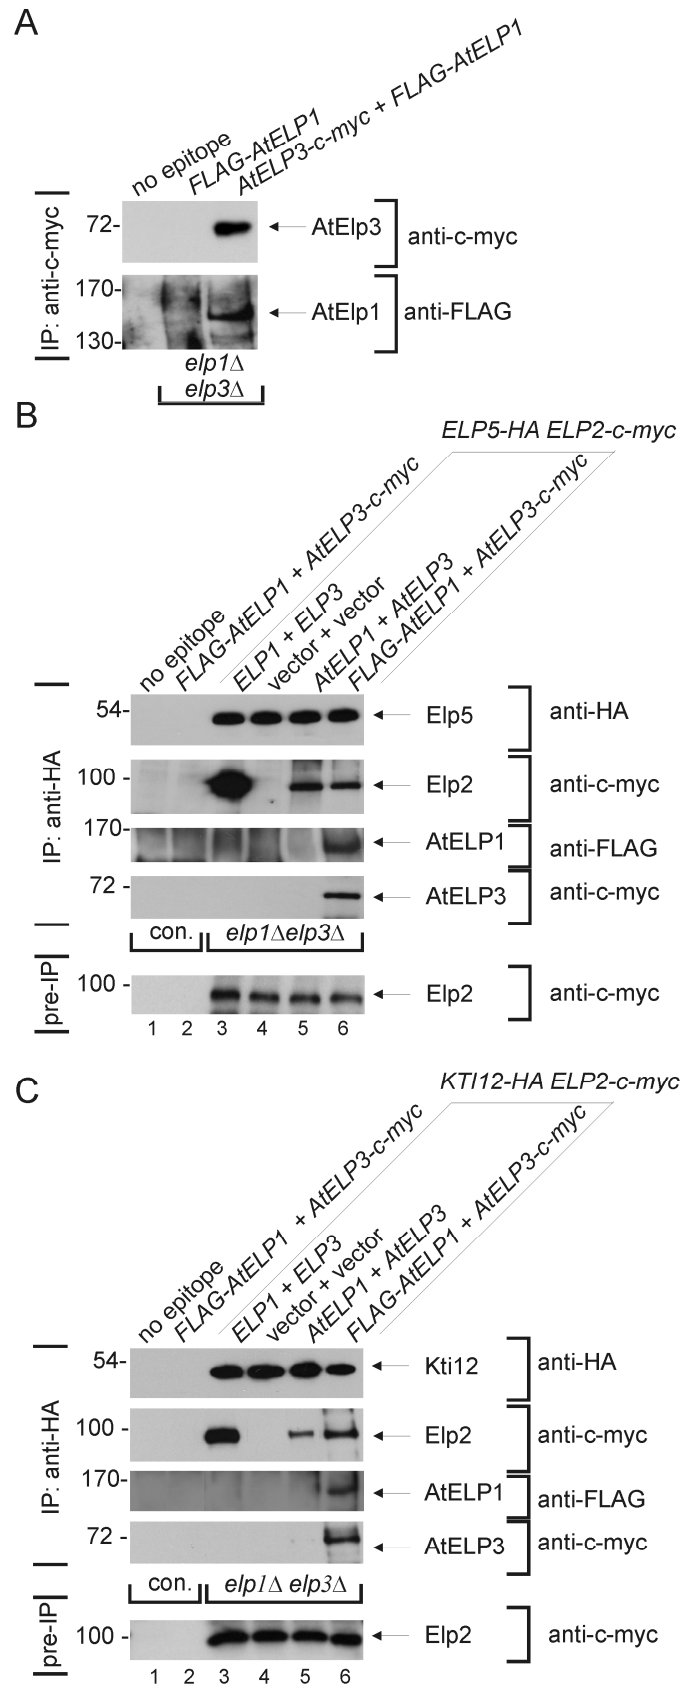 A
no epitope
FLAG-AtELP1
AtELP3-c-myc + FLAG-AtELP1
IP: anti-c-myc
72-
AtElp3
anti-c-myc
170-
130-
AtElp1
anti-FLAG
elp1Δ
elp3Δ
B
ELP5-HA ELP2-c-myc
no epitope
FLAG-AtELP1 + AtELP3-c-myc
ELP1 + ELP3
vector + vector
AtELP1 + AtELP3
FLAG-AtELP1 + AtELP3-c-myc
IP: anti-HA
54-
Elp5
anti-HA
100 -
Elp2
anti-c-myc
170-
AtELP1
anti-FLAG
72 -
AtELP3
anti-c-myc
con.
elp1Δelp3Δ
pre-IP
100 -
Elp2
anti-c-myc
1 2 3 4 5 6
C
KTI12-HA ELP2-c-myc
no epitope
FLAG-AtELP1 + AtELP3-c-myc
ELP1 + ELP3
vector + vector
AtELP1 + AtELP3
FLAG-AtELP1 + AtELP3-c-myc
IP: anti-HA
54-
Kti12
anti-HA
100 -
Elp2
anti-c-myc
170-
AtELP1
anti-FLAG
72 -
AtELP3
anti-c-myc
con.
elp1Δ elp3Δ
pre-IP
100 -
Elp2
anti-c-myc
1 2 3 4 5 6